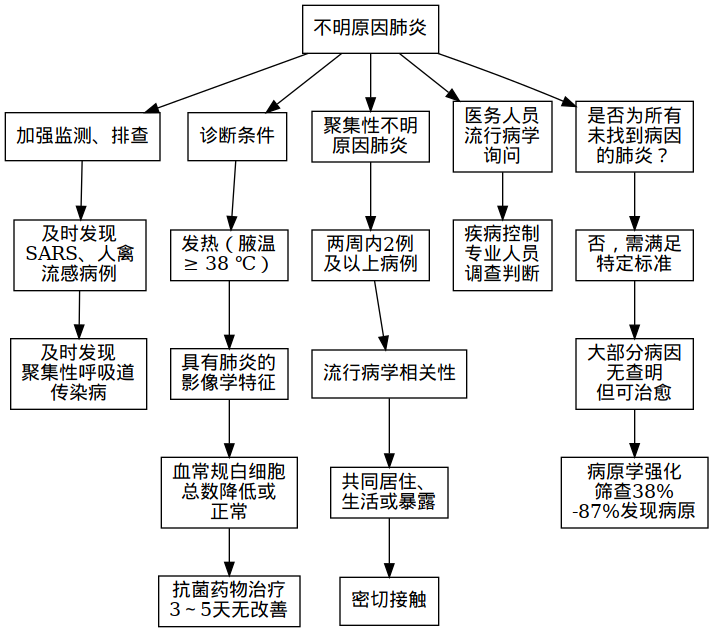 不明原因肺炎
加强监测、排查
诊断条件
聚集性不明
原因肺炎
医务人员
流行病学
询问
是否为所有
未找到病因
的肺炎？
及时发现
SARS、人禽
流感病例
发热（腋温
≥ 38 ℃）
两周内2例
及以上病例
疾病控制
专业人员
调查判断
否，需满足
特定标准
及时发现
聚集性呼吸道
传染病
具有肺炎的
影像学特征
流行病学相关性
大部分病因
无查明
但可治愈
血常规白细胞
总数降低或
正常
共同居住、
生活或暴露
病原学强化
筛查38%
-87%发现病原
抗菌药物治疗
3～5天无改善
密切接触